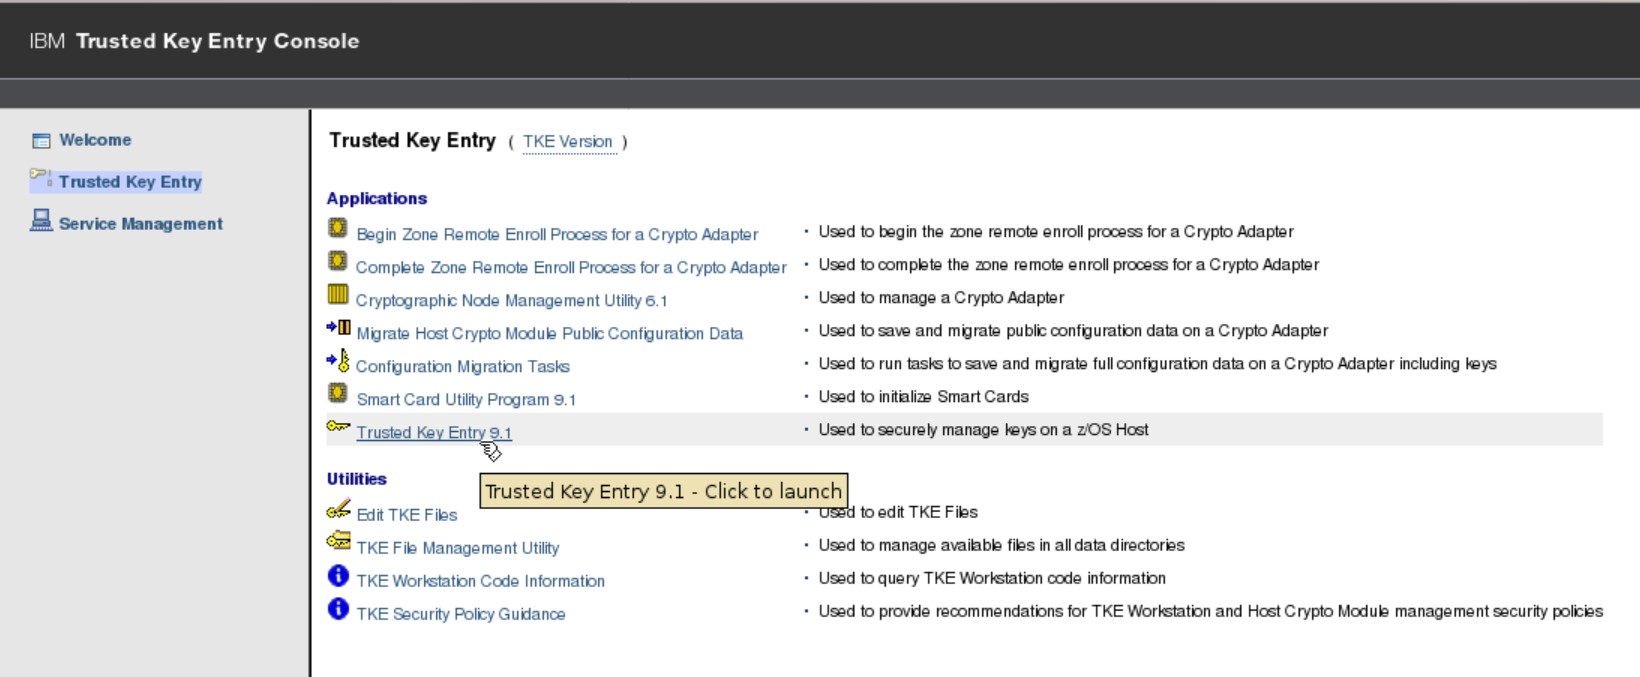 IBM Trusted Key Entry Console
Welcome
Trusted Key Entry
Service Management
Trusted Key Entry ( TKE Version )
Applications
Begin Zone Remote Enroll Process for a Crypto Adapter · Used to begin the zone remote enroll process for a Crypto Adapter
Complete Zone Remote Enroll Process for a Crypto Adapter · Used to complete the zone remote enroll process for a Crypto Adapter
Cryptographic Node Management Utility 6.1 · Used to manage a Crypto Adapter
Migrate Host Crypto Module Public Configuration Data · Used to save and migrate public configuration data on a Crypto Adapter
Configuration Migration Tasks · Used to run tasks to save and migrate full configuration data on a Crypto Adapter including keys
Smart Card Utility Program 9.1 · Used to initialize Smart Cards
Trusted Key Entry 9.1 · Used to securely manage keys on a z/OS Host
Utilities
Trusted Key Entry 9.1 - Click to launch
Edit TKE Files · Used to edit TKE Files
TKE File Management Utility · Used to manage available files in all data directories
TKE Workstation Code Information · Used to query TKE Workstation code information
TKE Security Policy Guidance · Used to provide recommendations for TKE Workstation and Host Crypto Module management security policies